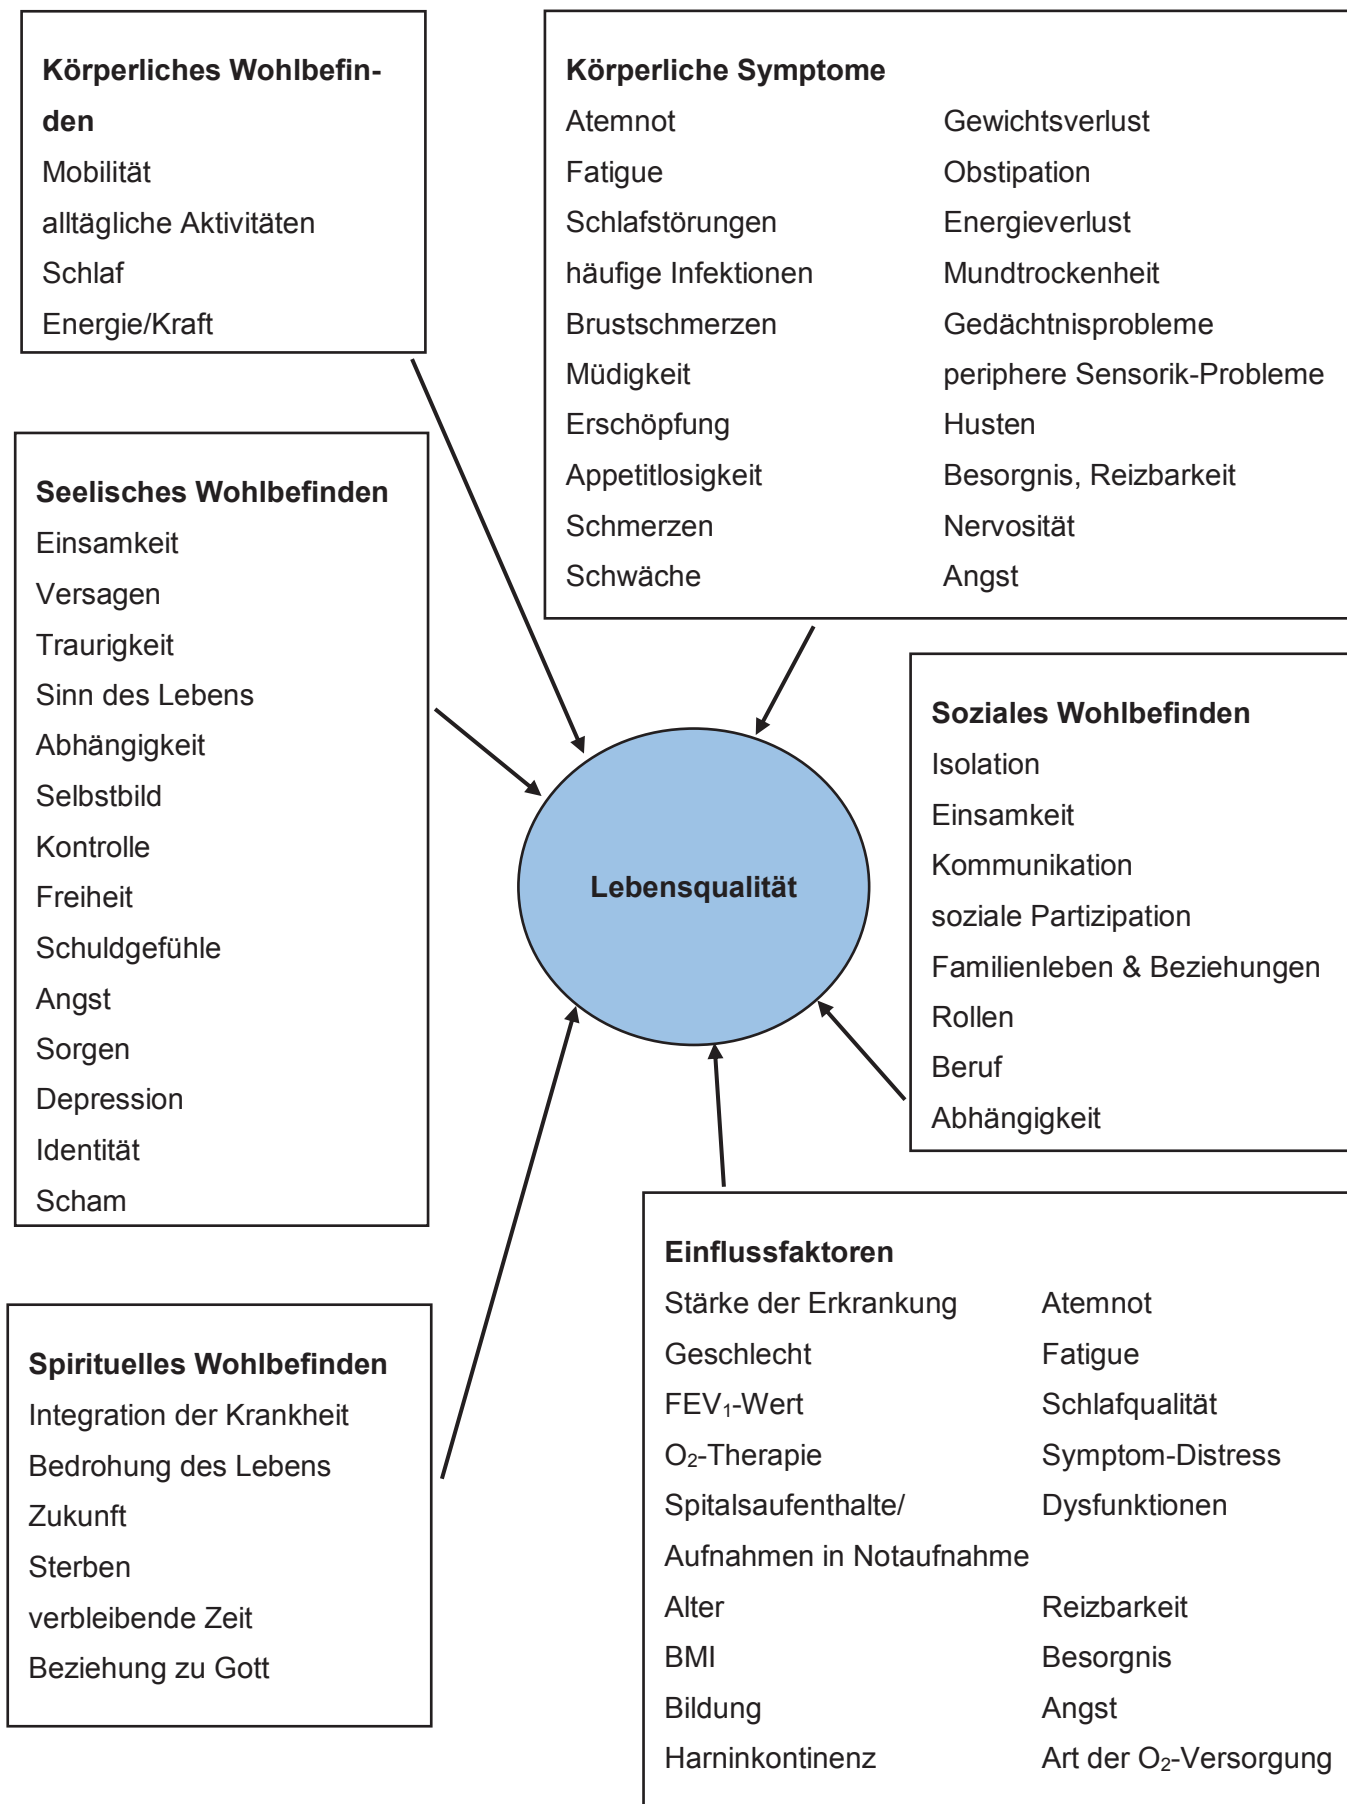 Körperliches Wohlbefin-
den
Mobilität
alltägliche Aktivitäten
Schlaf
Energie/Kraft
Körperliche Symptome
Atemnot Gewichtsverlust
Fatigue Obstipation
Schlafstörungen Energieverlust
häufige Infektionen Mundtrockenheit
Brustschmerzen Gedächtnisprobleme
Müdigkeit periphere Sensorik-Probleme
Erschöpfung Husten
Appetitlosigkeit Besorgnis, Reizbarkeit
Schmerzen Nervosität
Schwäche Angst
Seelisches Wohlbefinden
Einsamkeit
Versagen
Traurigkeit
Sinn des Lebens
Abhängigkeit
Selbstbild
Kontrolle
Freiheit
Schuldgefühle
Angst
Sorgen
Depression
Identität
Scham
Lebensqualität
Soziales Wohlbefinden
Isolation
Einsamkeit
Kommunikation
soziale Partizipation
Familienleben & Beziehungen
Rollen
Beruf
Abhängigkeit
Spirituelles Wohlbefinden
Integration der Krankheit
Bedrohung des Lebens
Zukunft
Sterben
verbleibende Zeit
Beziehung zu Gott
Einflussfaktoren
Stärke der Erkrankung Atemnot
Geschlecht Fatigue
FEV₁-Wert Schlafqualität
O₂-Therapie Symptom-Distress
Spitalsaufenthalte/ Dysfunktionen
Aufnahmen in Notaufnahme
Alter Reizbarkeit
BMI Besorgnis
Bildung Angst
Harninkontinenz Art der O₂-Versorgung